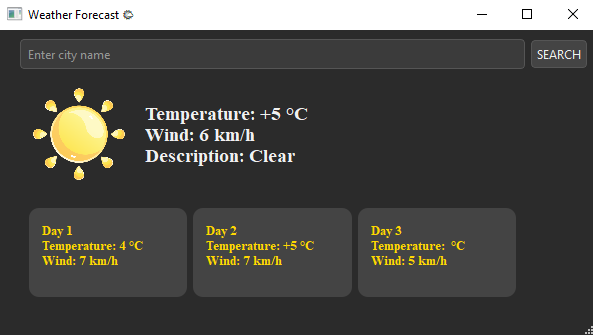 Weather Forecast 🌤
Enter city name
SEARCH
Temperature: +5 °C
Wind: 6 km/h
Description: Clear
Day 1
Temperature: 4 °C
Wind: 7 km/h
Day 2
Temperature: +5 °C
Wind: 7 km/h
Day 3
Temperature:  °C
Wind: 5 km/h